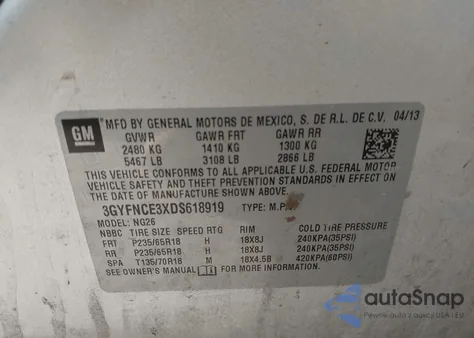 GM
MFD BY GENERAL MOTORS DE MEXICO, S. DE R.L. DE C.V. 04/13
GVWR GAWR FRT GAWR RR
2480 KG 1410 KG 1300 KG
5467 LB 3108 LB 2866 LB
THIS VEHICLE CONFORMS TO ALL APPLICABLE U.S. FEDERAL MOTOR
VEHICLE SAFETY, BUMPER, AND
THEFT PREVENTION STANDARDS IN EFFECT ON THE DATE OF
MANUFACTURE SHOWN ABOVE.
3GYFNCE3XDS618919 TYPE: M.P.
MODEL: NG26
NBBC TIRE SIZE SPEED RTG RIM COLD TIRE PRESSURE
FRT P235/65R18 H 18X8J 240KPA(35PSI)
RR P235/65R18 H 18X8J 240KPA(35PSI)
SPA T135/70R18 M 18X4.5B 420KPA(60PSI)
SEE OWNER'S MANUAL FOR MORE INFORMATION
autoSnap
Pewny zakup z USA i